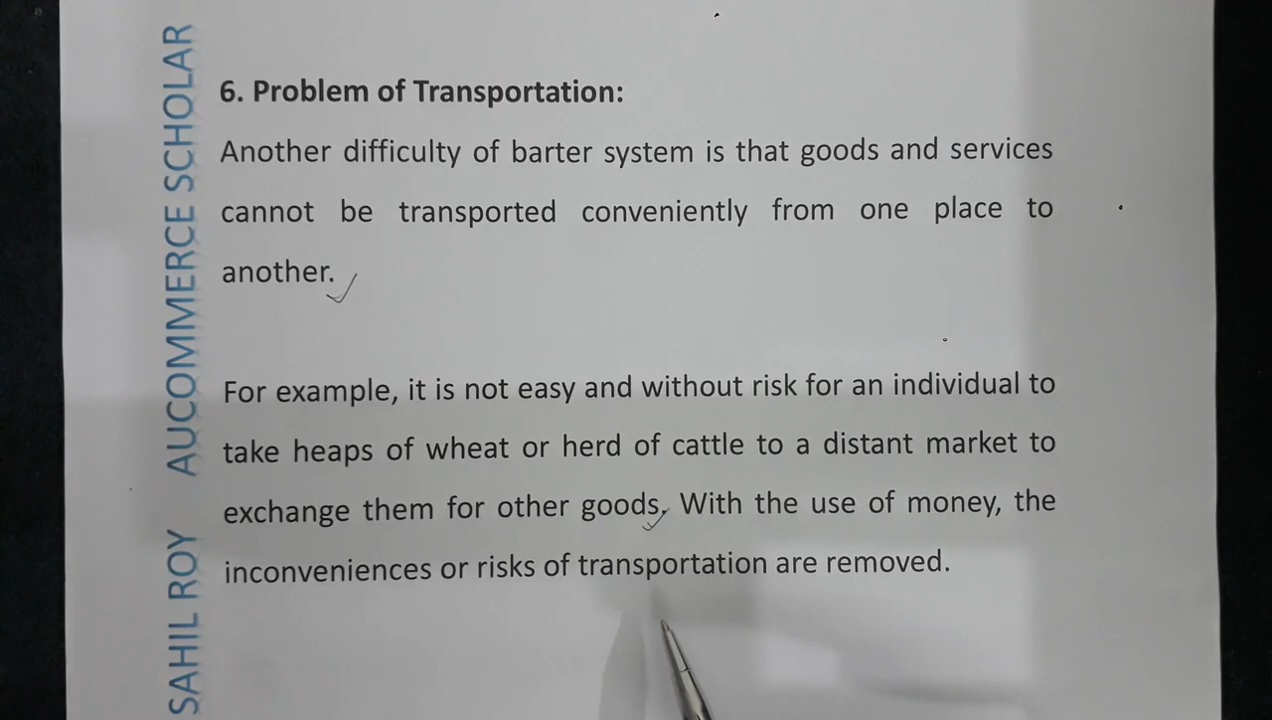 6. Problem of Transportation:
Another difficulty of barter system is that goods and services
cannot be transported conveniently from one place to
another.
For example, it is not easy and without risk for an individual to
take heaps of wheat or herd of cattle to a distant market to
exchange them for other goods. With the use of money, the
inconveniences or risks of transportation are removed.
SAHIL ROY AUCOMMERCE SCHOLAR